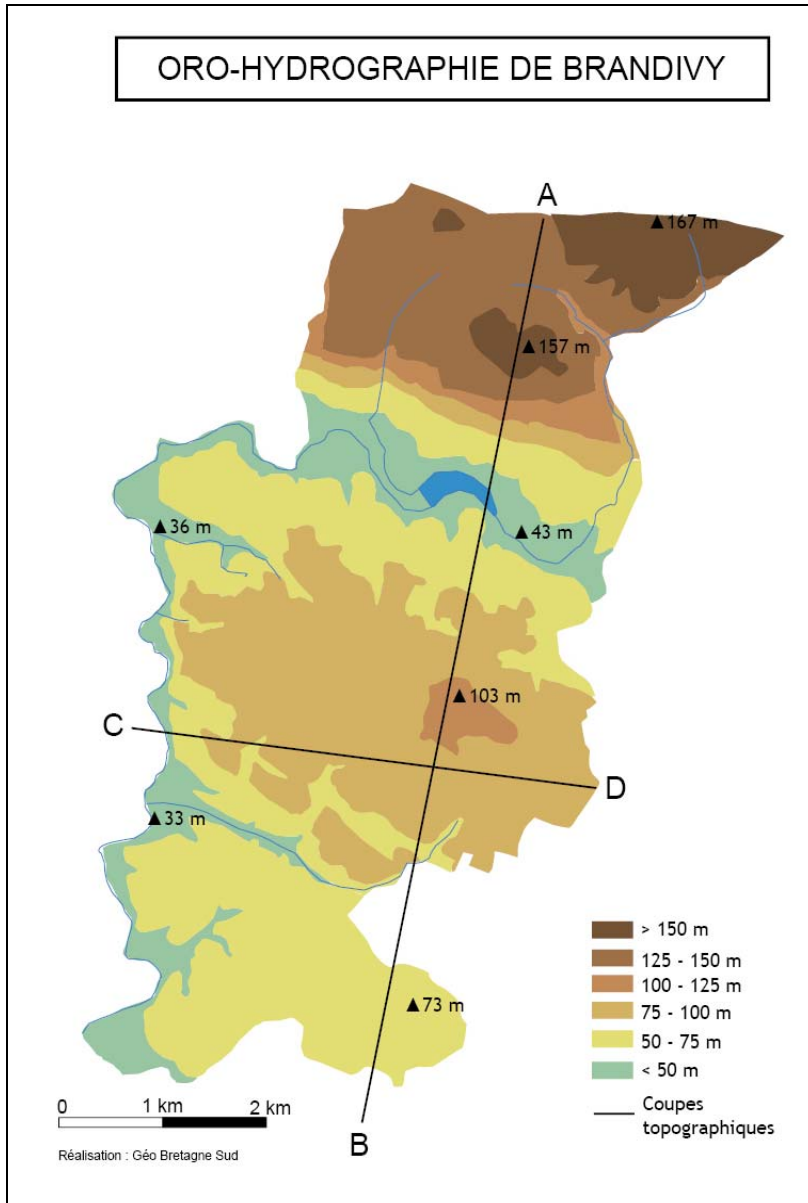 ORO-HYDROGRAPHIE DE BRANDIVY
A
▲167 m
▲157 m
▲36 m
▲43 m
▲103 m
C
D
▲33 m
▲73 m
> 150 m
125 - 150 m
100 - 125 m
75 - 100 m
50 - 75 m
< 50 m
Coupes
topographiques
0 1 km 2 km
B
Réalisation : Géo Bretagne Sud